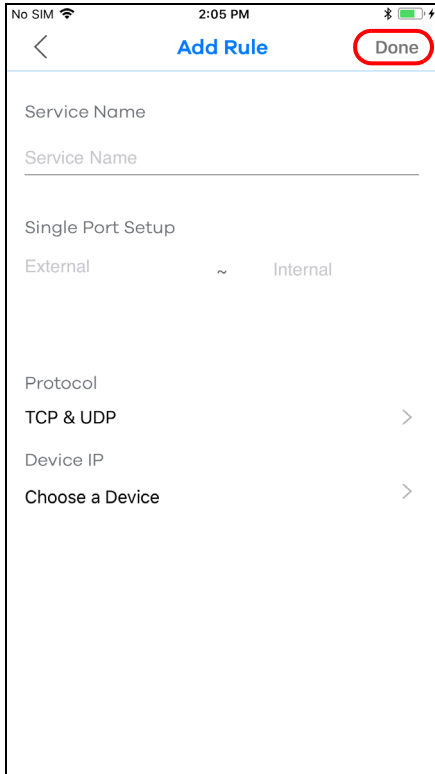 No SIM 2:05 PM
Add Rule Done
Service Name
Service Name
Single Port Setup
External ~ Internal
Protocol
TCP & UDP
Device IP
Choose a Device